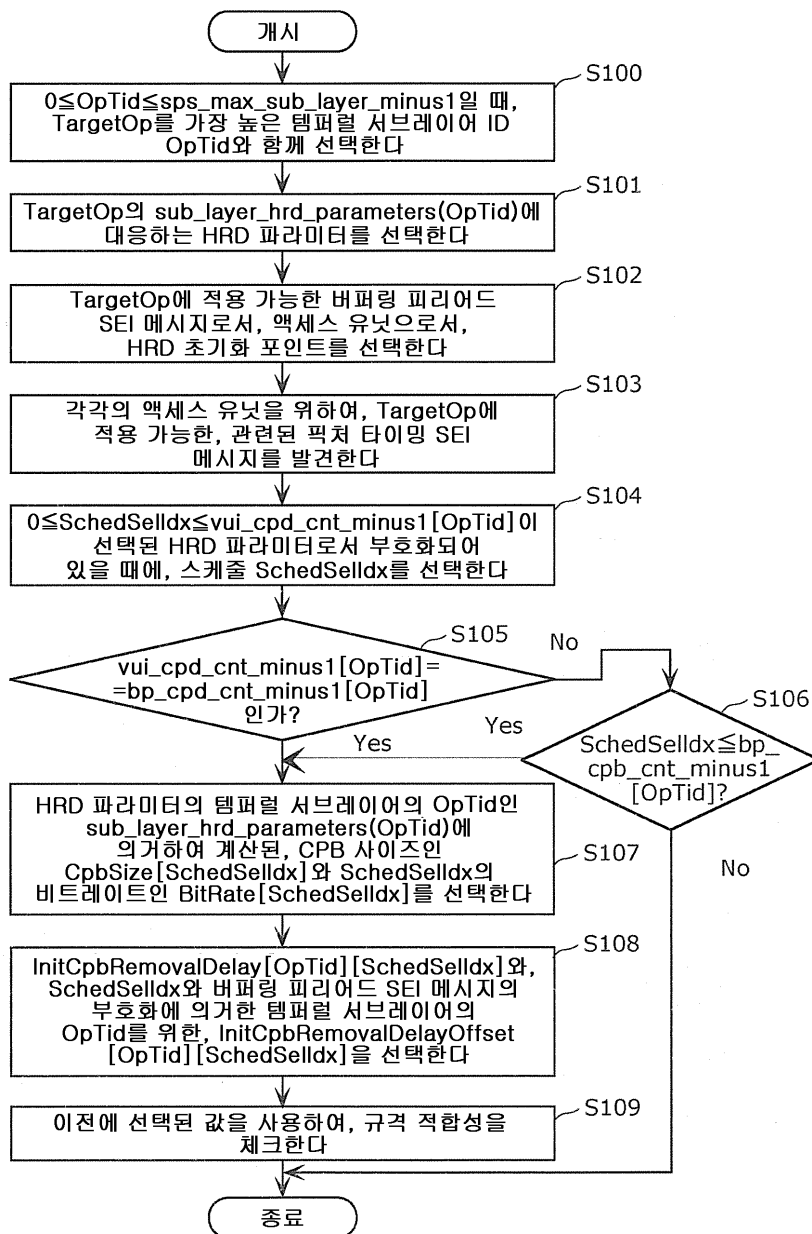 개시
S100
0≦OpTid≦sps_max_sub_layer_minus1일 때,
TargetOp를 가장 높은 템퍼럴 서브레이어 ID
OpTid와 함께 선택한다
S101
TargetOp의 sub_layer_hrd_parameters(OpTid)에
대응하는 HRD 파라미터를 선택한다
S102
TargetOp에 적용 가능한 버퍼링 피리어드
SEI 메시지로서, 액세스 유닛으로서,
HRD 초기화 포인트를 선택한다
S103
각각의 액세스 유닛을 위하여, TargetOp에
적용 가능한, 관련된 픽처 타이밍 SEI
메시지를 발견한다
S104
0≦SchedSelIdx≦vui_cpd_cnt_minus1[OpTid]이
선택된 HRD 파라미터로서 부호화되어
있을 때에, 스케줄 SchedSelIdx를 선택한다
S105
vui_cpd_cnt_minus1[OpTid]=
=bp_cpd_cnt_minus1[OpTid]
인가?
No
Yes
S106
SchedSelIdx≦bp_
cpb_cnt_minus1
[OpTid]?
Yes
No
S107
HRD 파라미터의 템퍼럴 서브레이어의 OpTid인
sub_layer_hrd_parameters(OpTid)에
의거하여 계산된, CPB 사이즈인
CpbSize[SchedSelIdx]와 SchedSelIdx의
비트레이트인 BitRate[SchedSelIdx]를 선택한다
S108
InitCpbRemovalDelay[OpTid][SchedSelIdx]와,
SchedSelIdx와 버퍼링 피리어드 SEI 메시지의
부호화에 의거한 템퍼럴 서브레이어의
OpTid를 위한, InitCpbRemovalDelayOffset
[OpTid][SchedSelIdx]을 선택한다
S109
이전에 선택된 값을 사용하여, 규격 적합성을
체크한다
종료